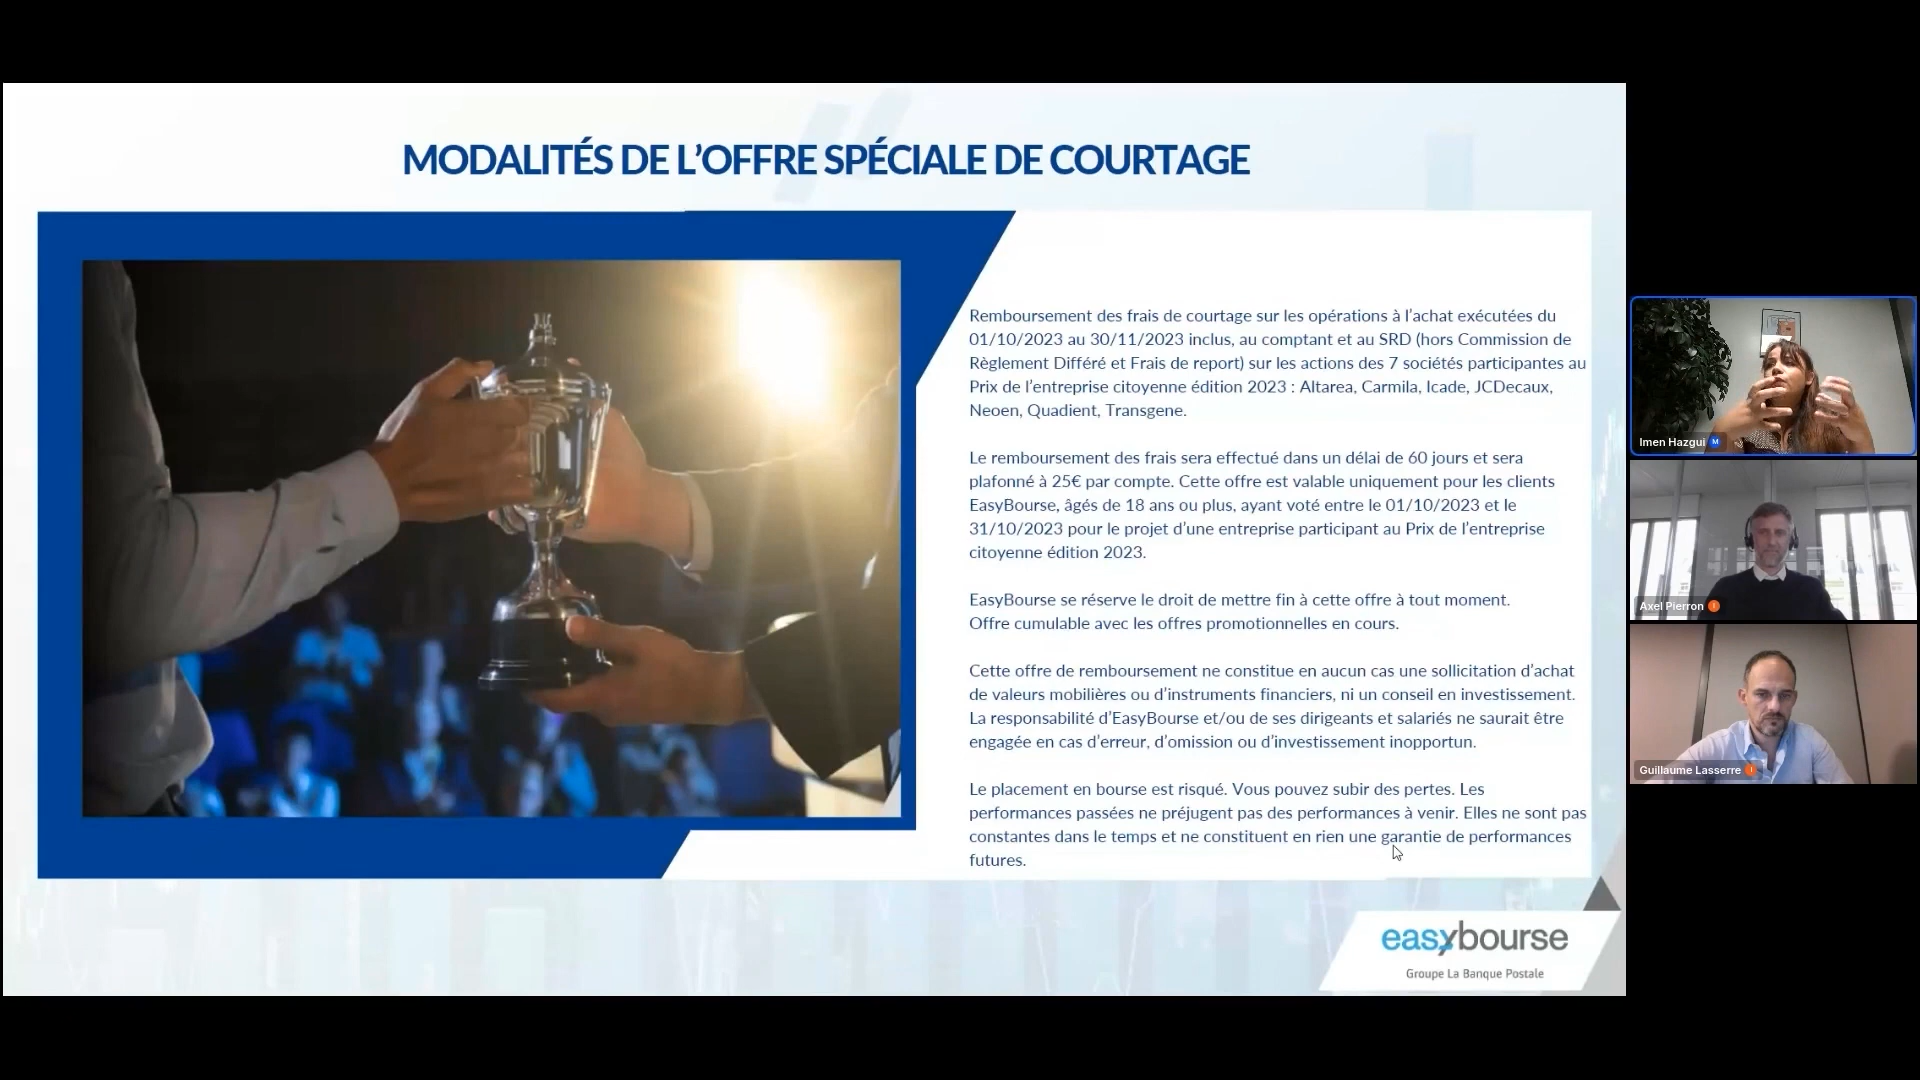 MODALITÉS DE L’OFFRE SPÉCIALE DE COURTAGE
Remboursement des frais de courtage sur les opérations à l’achat exécutées du
01/10/2023 au 30/11/2023 inclus, au comptant et au SRD (hors Commission de
Règlement Différé et Frais de report) sur les actions des 7 sociétés participantes au
Prix de l’entreprise citoyenne édition 2023 : Altarea, Carmila, Icade, JCDecaux,
Neoen, Quadient, Transgene.
Le remboursement des frais sera effectué dans un délai de 60 jours et sera
plafonné à 25€ par compte. Cette offre est valable uniquement pour les clients
EasyBourse, âgés de 18 ans ou plus, ayant voté entre le 01/10/2023 et le
31/10/2023 pour le projet d’une entreprise participant au Prix de l’entreprise
citoyenne édition 2023.
EasyBourse se réserve le droit de mettre fin à cette offre à tout moment.
Offre cumulable avec les offres promotionnelles en cours.
Cette offre de remboursement ne constitue en aucun cas une sollicitation d’achat
de valeurs mobilières ou d’instruments financiers, ni un conseil en investissement.
La responsabilité d’EasyBourse et/ou de ses dirigeants et salariés ne saurait être
engagée en cas d’erreur, d’omission ou d’investissement inopportun.
Le placement en bourse est risqué. Vous pouvez subir des pertes. Les
performances passées ne préjugent pas des performances à venir. Elles ne sont pas
constantes dans le temps et ne constituent en rien une garantie de performances
futures.
easybourse
Groupe La Banque Postale
Imen Hazgui M
Axel Pierron I
Guillaume Lasserre I